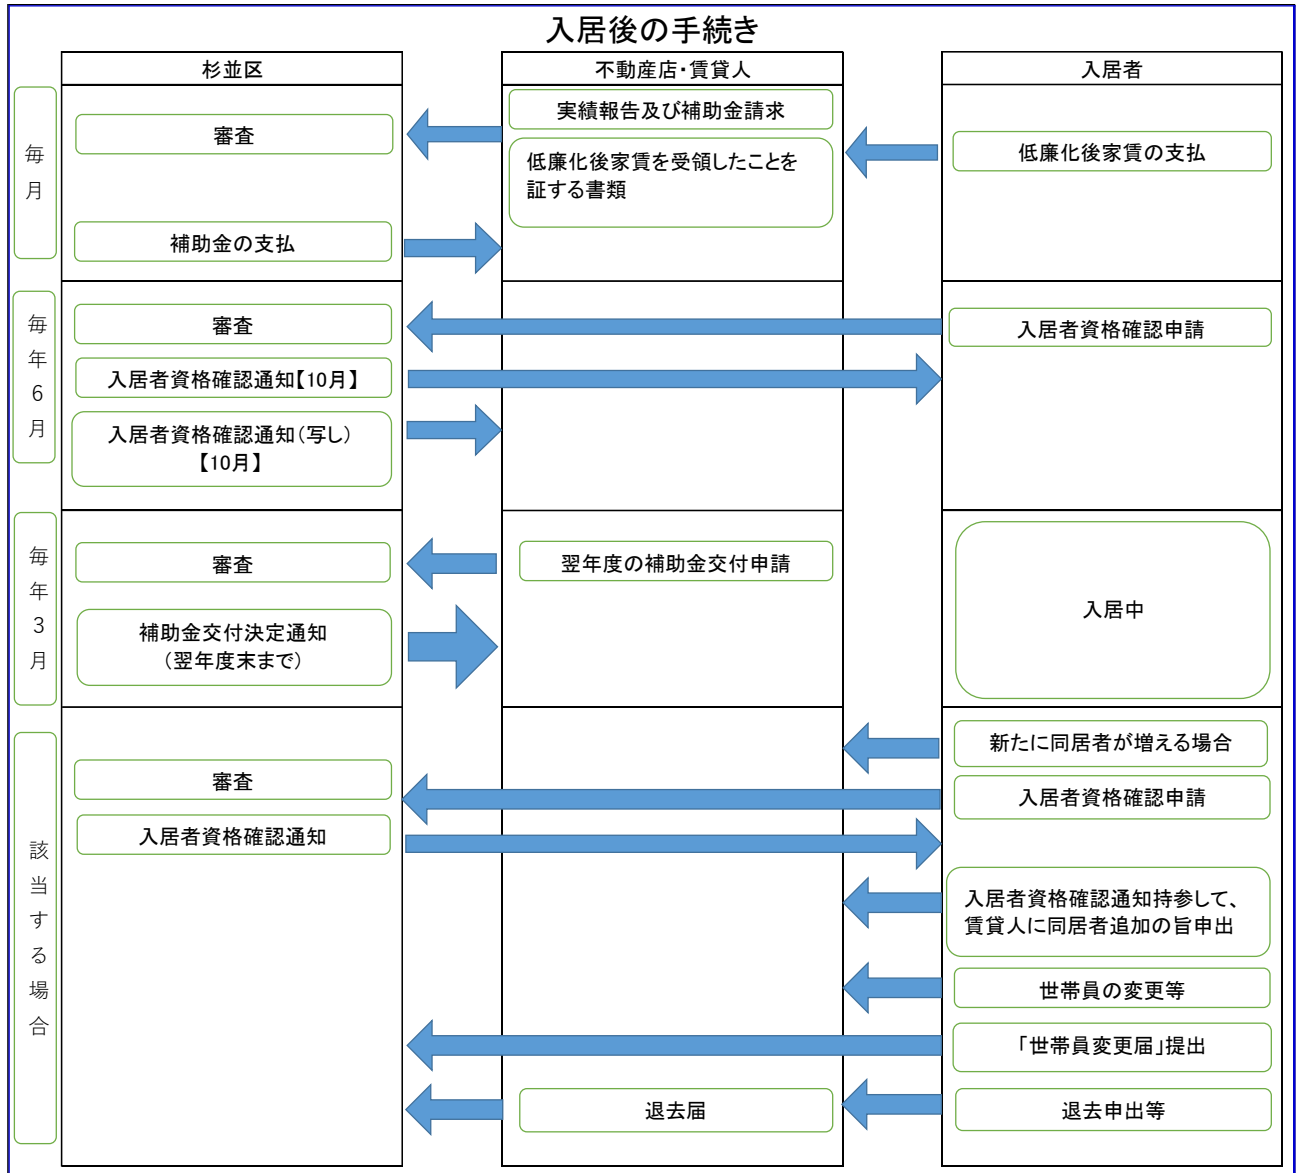 入居後の手続き
杉並区
不動産店・賃貸人
入居者
毎月
実績報告及び補助金請求
審査
低廉化後家賃を受領したことを
証する書類
低廉化後家賃の支払
補助金の支払
毎年6月
審査
入居者資格確認申請
入居者資格確認通知【10月】
入居者資格確認通知（写し）
【10月】
毎年3月
審査
翌年度の補助金交付申請
入居中
補助金交付決定通知
（翌年度末まで）
該当する場合
新たに同居者が増える場合
審査
入居者資格確認申請
入居者資格確認通知
入居者資格確認通知持参して、
賃貸人に同居者追加の旨申出
世帯員の変更等
「世帯員変更届」提出
退去届
退去申出等